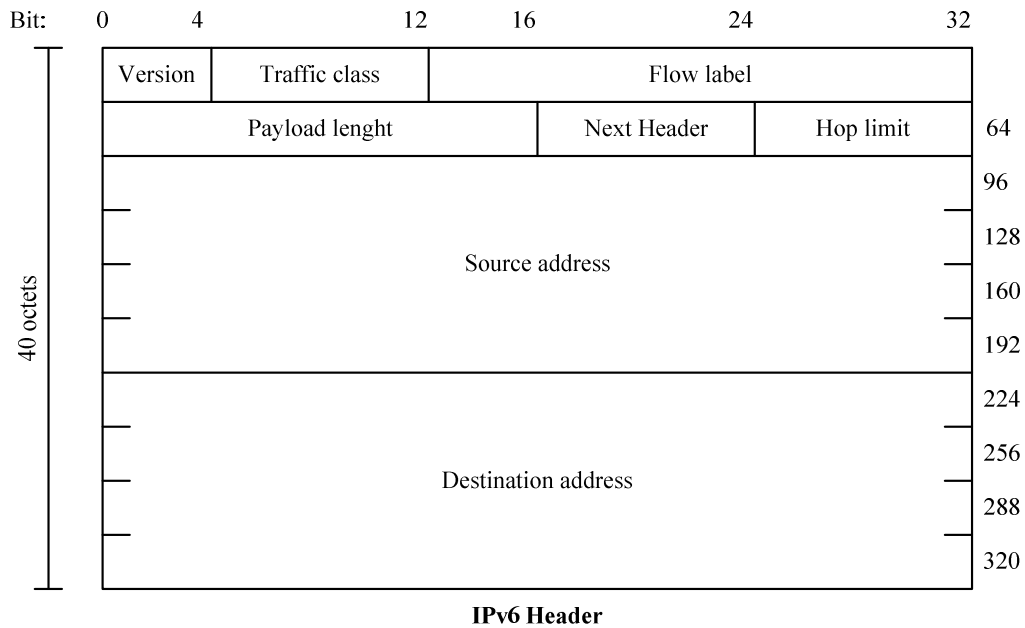 Bit: 0 4 12 16 24 32
Version Traffic class Flow label
Payload lenght Next Header Hop limit 64
96
128
Source address
160
192
224
256
Destination address
288
320
40 octets
IPv6 Header